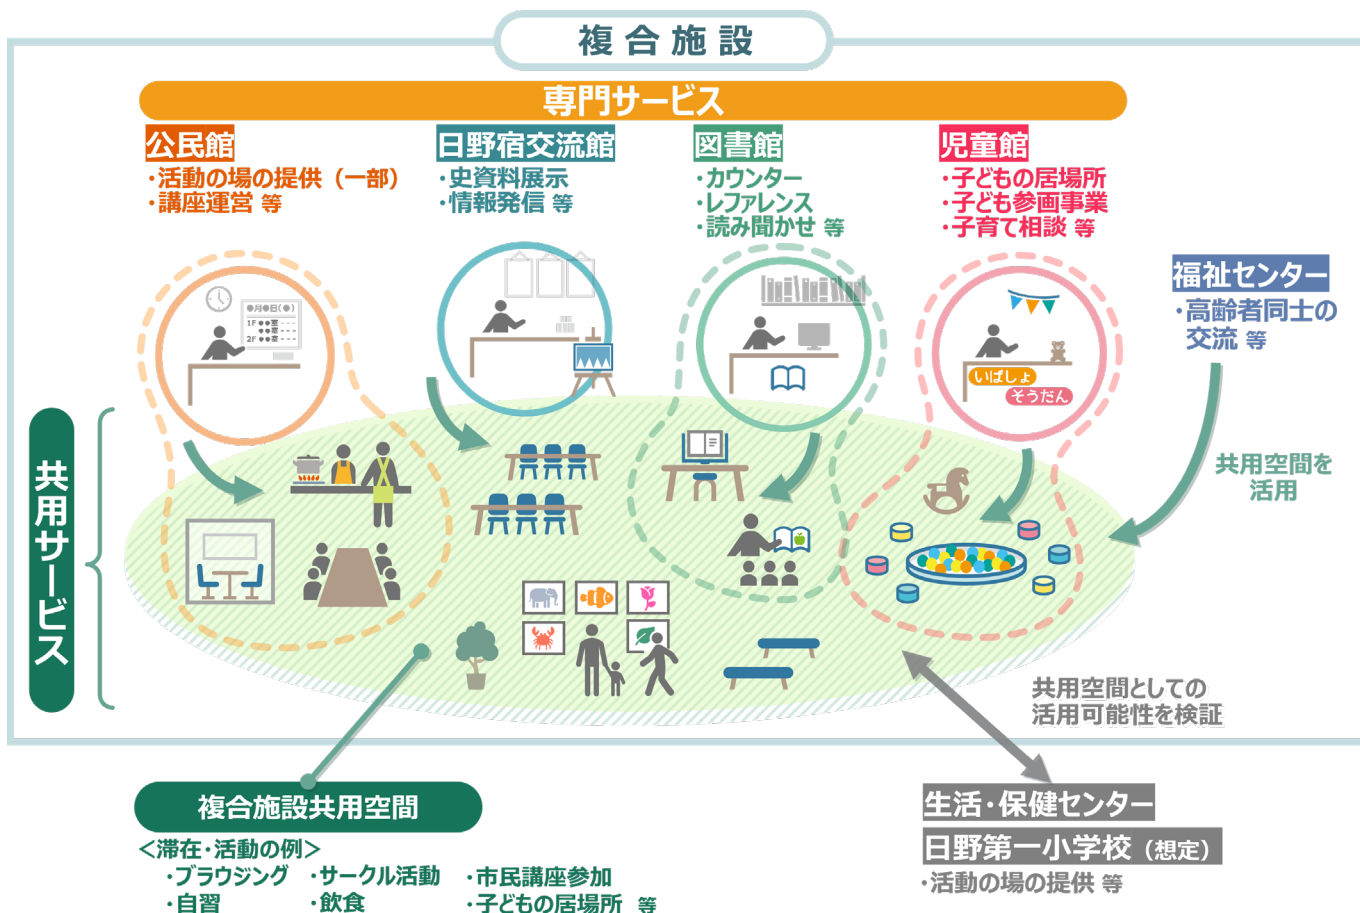 複合施設
専門サービス
公民館
・活動の場の提供（一部）
・講座運営 等
日野宿交流館
・史資料展示
・情報発信 等
図書館
・カウンター
・レファレンス
・読み聞かせ 等
児童館
・子どもの居場所
・子ども参画事業
・子育て相談 等
福祉センター
・高齢者同士の
交流 等
●月●日(●)
1F ●●室 ---
●●室 ---
2F ●●室 ---
いばしょ
そうだん
共用サービス
共用空間を
活用
共用空間としての
活用可能性を検証
複合施設共用空間
＜滞在・活動の例＞
・ブラウジング ・サークル活動 ・市民講座参加
・自習 ・飲食 ・子どもの居場所 等
生活・保健センター
日野第一小学校（想定）
・活動の場の提供 等